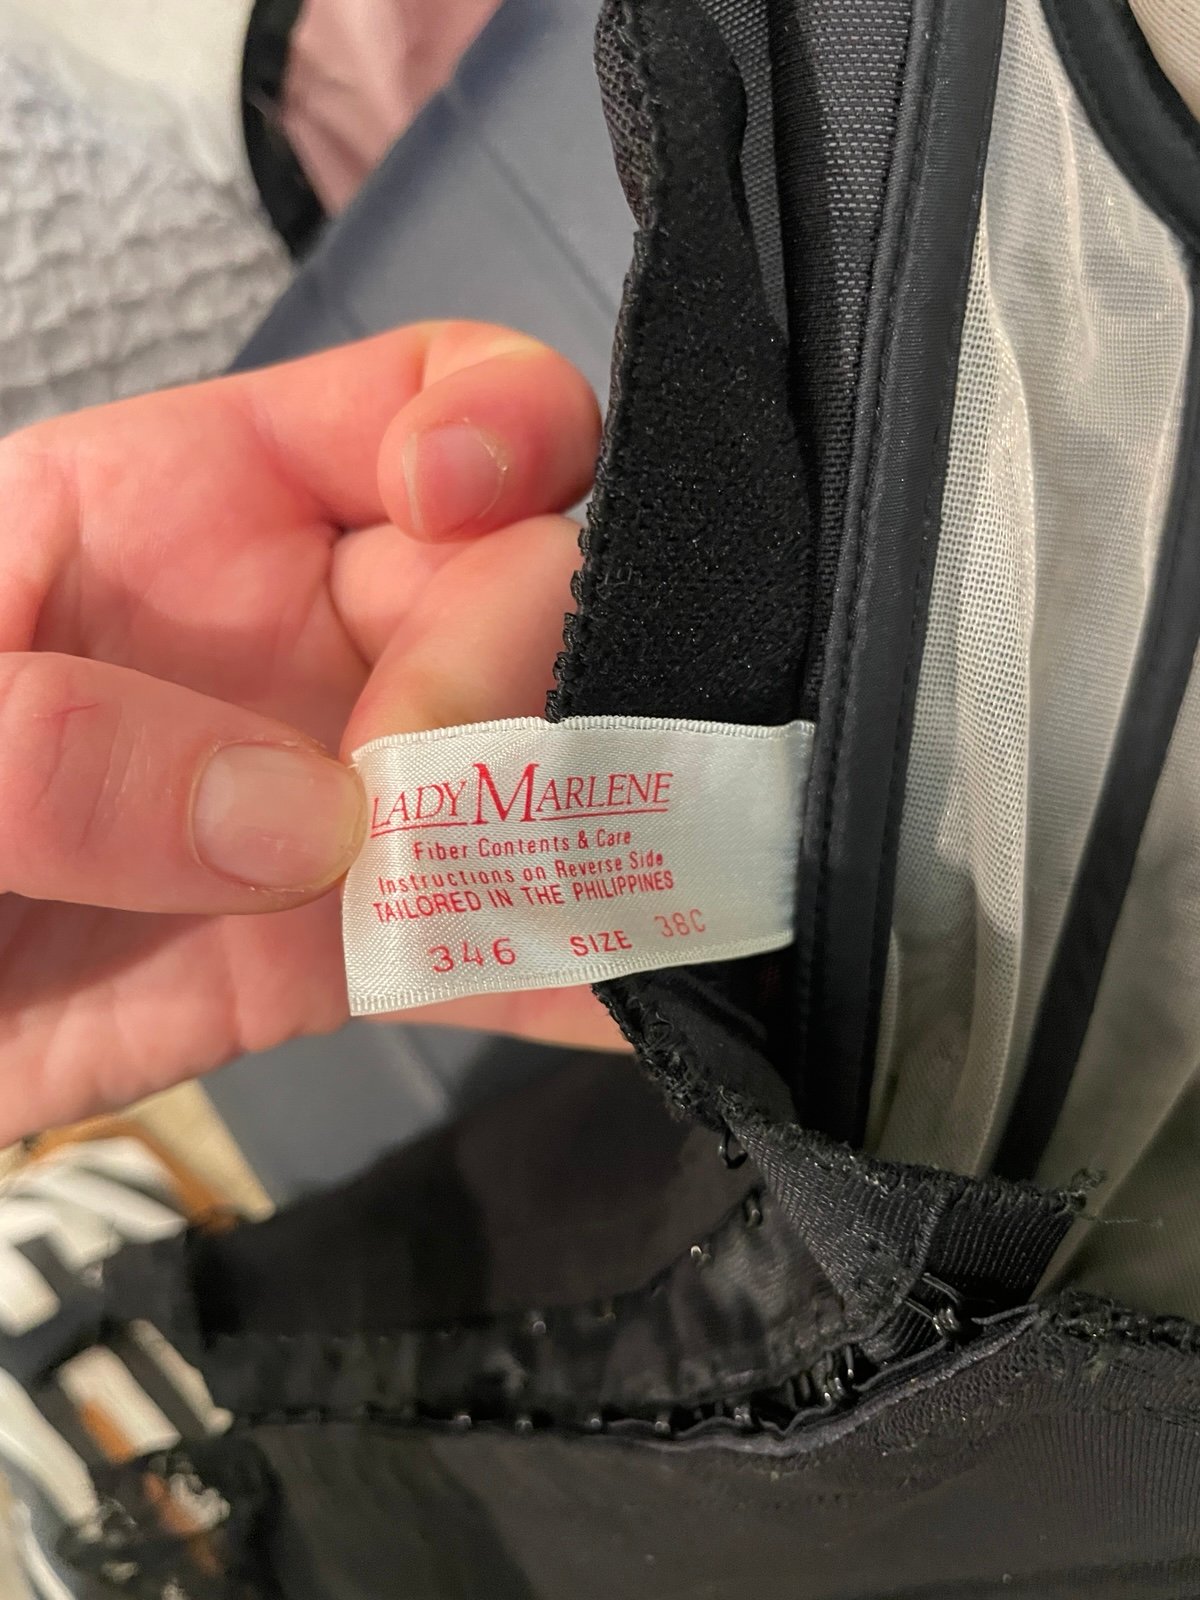 LADY MARLENE
Fiber Contents & Care
Instructions on Reverse Side
TAILORED IN THE PHILIPPINES
346 SIZE 38C